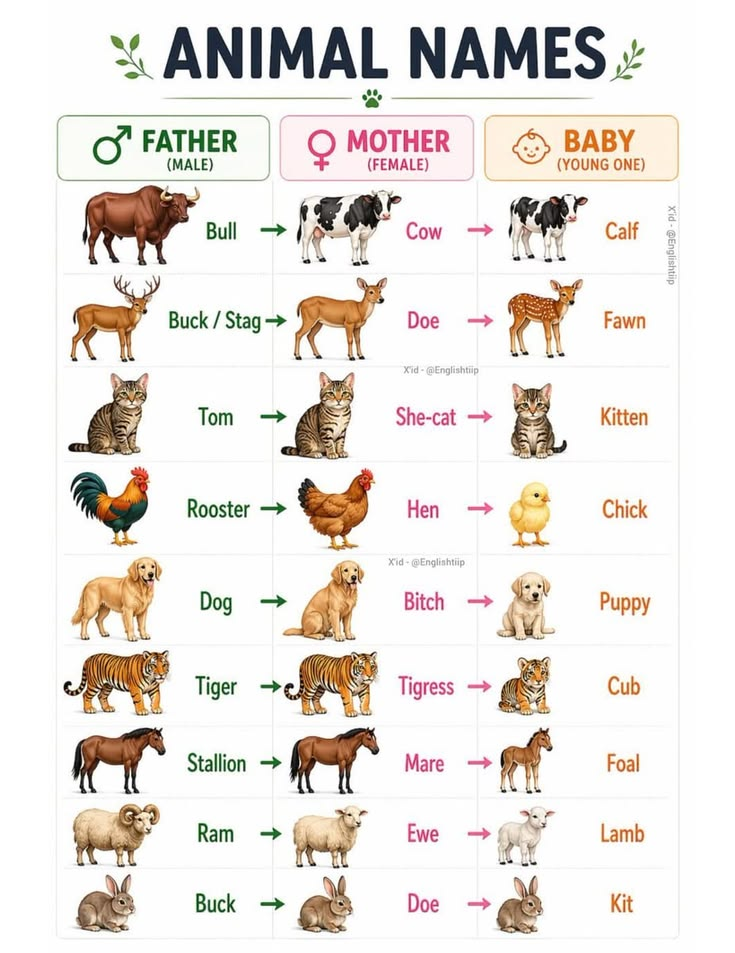 ANIMAL NAMES
FATHER
(MALE)
MOTHER
(FEMALE)
BABY
(YOUNG ONE)
Bull → Cow → Calf
X'id - @Englishtiip
Buck / Stag → Doe → Fawn
X'id - @Englishtiip
Tom → She-cat → Kitten
Rooster → Hen → Chick
X'id - @Englishtiip
Dog → Bitch → Puppy
Tiger → Tigress → Cub
Stallion → Mare → Foal
Ram → Ewe → Lamb
Buck → Doe → Kit